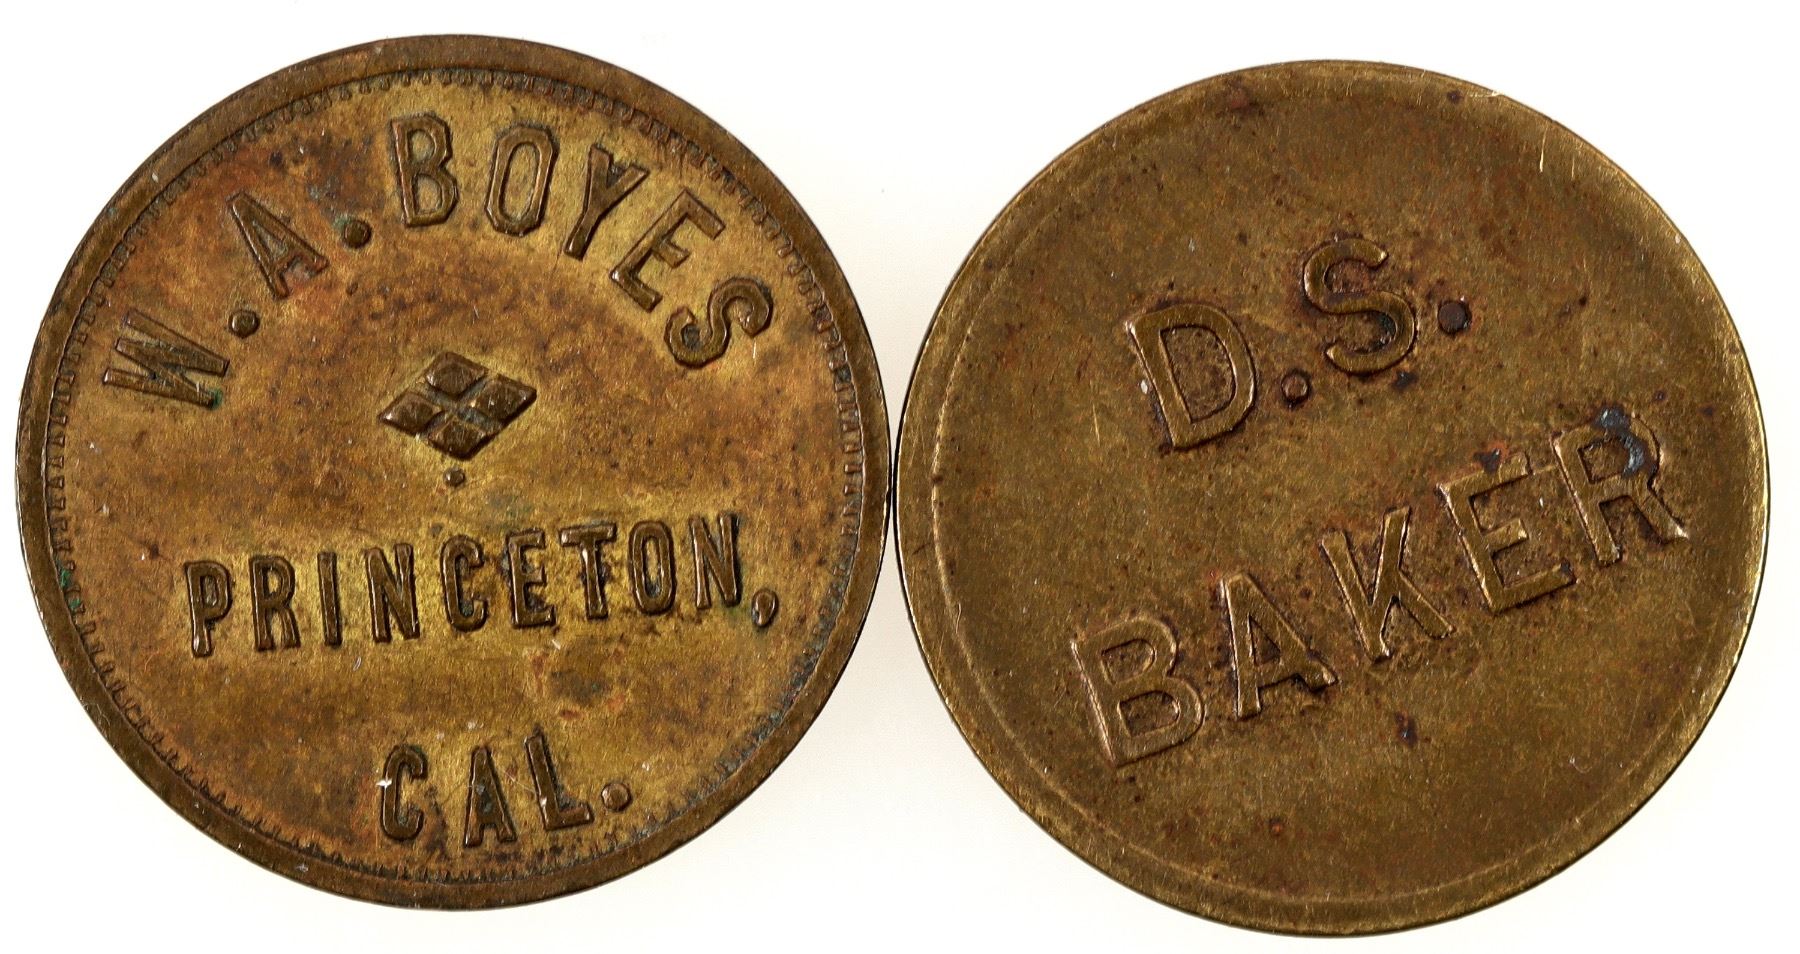 W. A. BOYES
PRINCETON,
CAL.
D. S.
BAKER